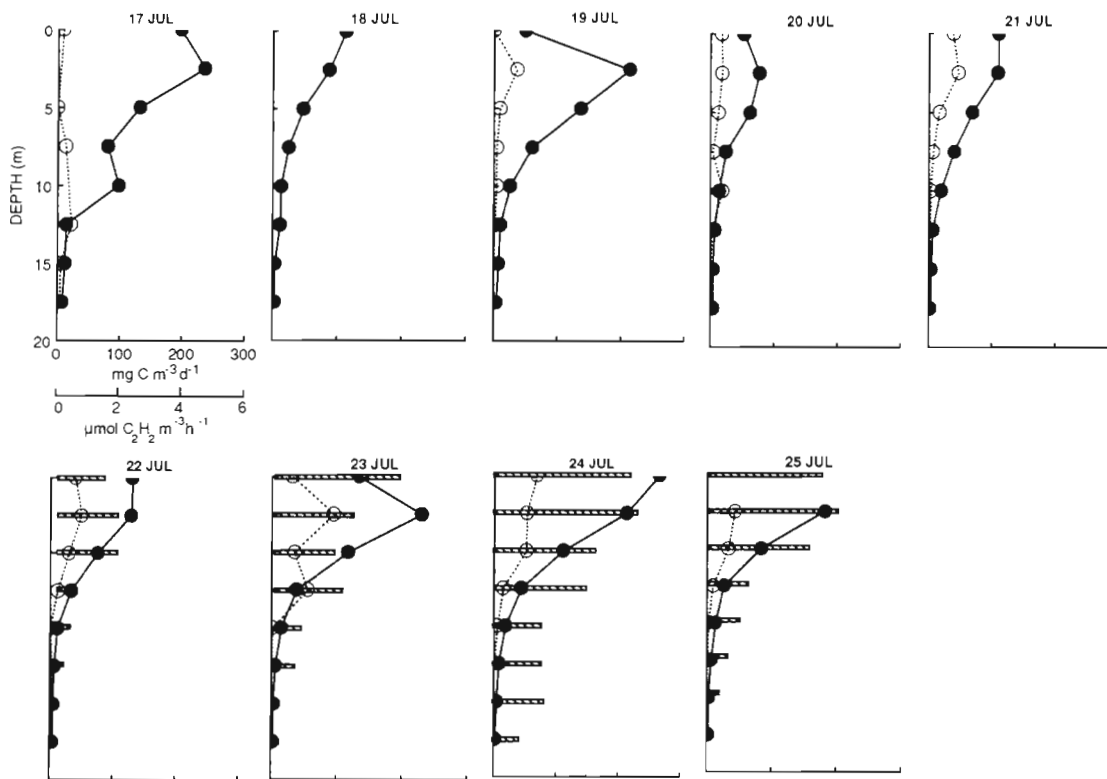 17 JUL
18 JUL
19 JUL
20 JUL
21 JUL
0
5
10
15
20
DEPTH (m)
0 100 200 300
mg C m⁻³ d⁻¹
0 2 4 6
µmol C₂H₂ m⁻³ h⁻¹
22 JUL
23 JUL
24 JUL
25 JUL